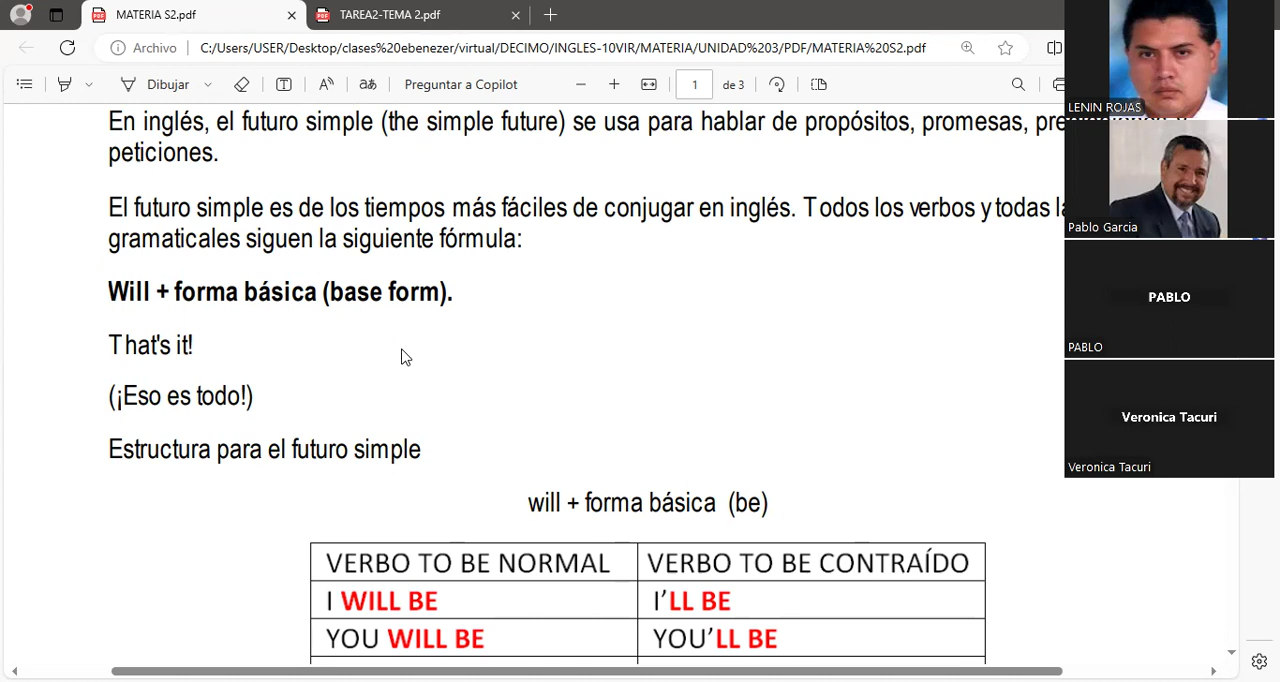 MATERIA S2.pdf
TAREA2-TEMA 2.pdf
Archivo
C:/Users/USER/Desktop/clases%20ebenezer/virtual/DECIMO/INGLES-10VIR/MATERIA/UNIDAD%203/PDF/MATERIA%20S2.pdf
Dibujar
aあ
Preguntar a Copilot
1
de 3
En inglés, el futuro simple (the simple future) se usa para hablar de propósitos, promesas, pre
peticiones.
El futuro simple es de los tiempos más fáciles de conjugar en inglés. Todos los verbos y todas la
gramaticales siguen la siguiente fórmula:
Will + forma básica (base form).
That's it!
(¡Eso es todo!)
Estructura para el futuro simple
will + forma básica (be)
VERBO TO BE NORMAL
VERBO TO BE CONTRAÍDO
I WILL BE
I'LL BE
YOU WILL BE
YOU'LL BE
LENIN ROJAS
Pablo Garcia
PABLO
PABLO
Veronica Tacuri
Veronica Tacuri